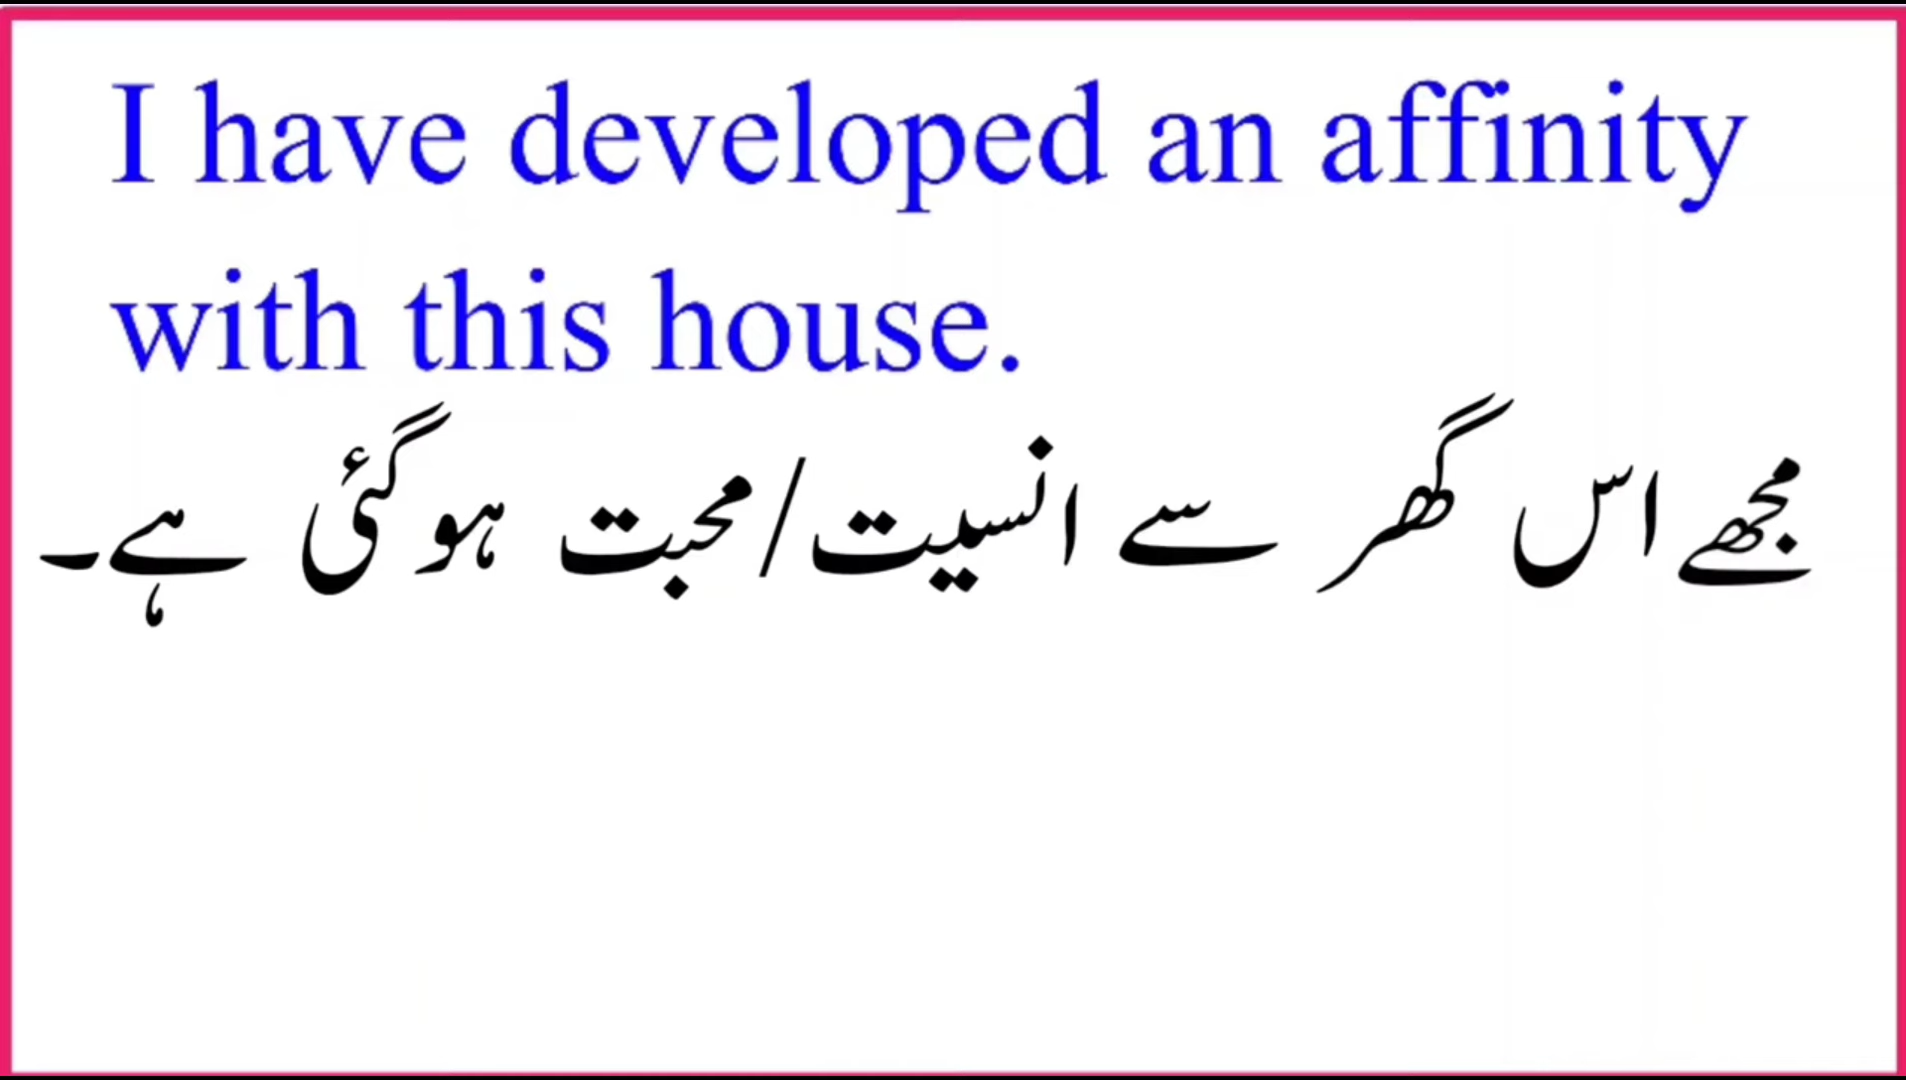 I have developed an affinity
with this house.
مجھے اس گھر سے انسیت/محبت ہوگئی ہے۔